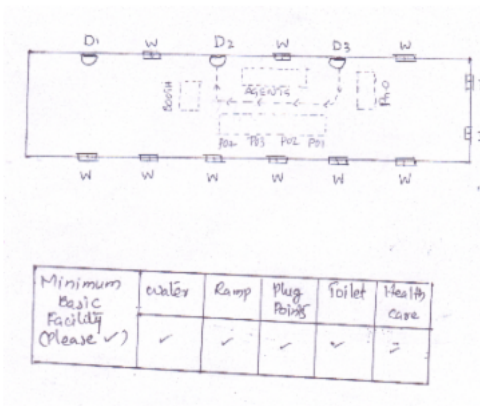 D1 W D2 W D3 W
BOOTH
AGENTS
PrO
PO4 PO3 PO2 PO1
W W W W W W
Minimum Basic Facility (Please ✓)
Water
Ramp
Plug Points
Toilet
Health Care
✓ ✓ ✓ ✓ ✓